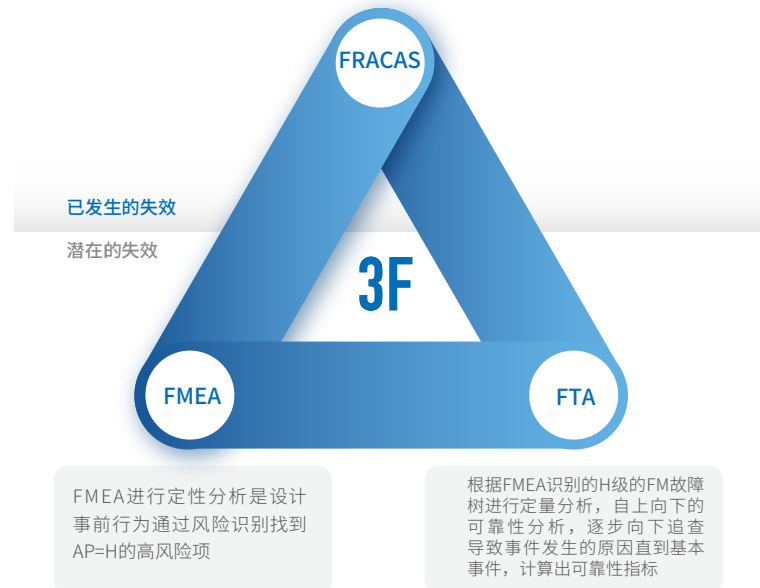 FRACAS
已发生的失效
潜在的失效
3F
FMEA
FTA
FMEA进行定性分析是设计
事前行为通过风险识别找到
AP=H的高风险项
根据FMEA识别的H级的FM故障
树进行定量分析，自上向下的
可靠性分析，逐步向下追查
导致事件发生的原因直到基本
事件，计算出可靠性指标